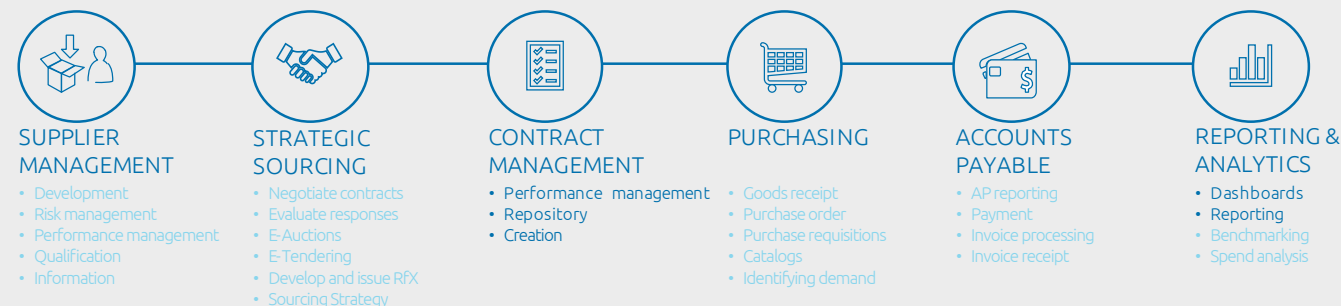 $
SUPPLIER
MANAGEMENT
• Development
• Risk management
• Performance management
• Qualification
• Information
STRATEGIC
SOURCING
• Negotiate contracts
• Evaluate responses
• E-Auctions
• E-Tendering
• Develop and issue RfX
• Sourcing Strategy
CONTRACT
MANAGEMENT
• Performance management
• Repository
• Creation
PURCHASING
• Goods receipt
• Purchase order
• Purchase requisitions
• Catalogs
• Identifying demand
ACCOUNTS
PAYABLE
• AP reporting
• Payment
• Invoice processing
• Invoice receipt
REPORTING &
ANALYTICS
• Dashboards
• Reporting
• Benchmarking
• Spend analysis